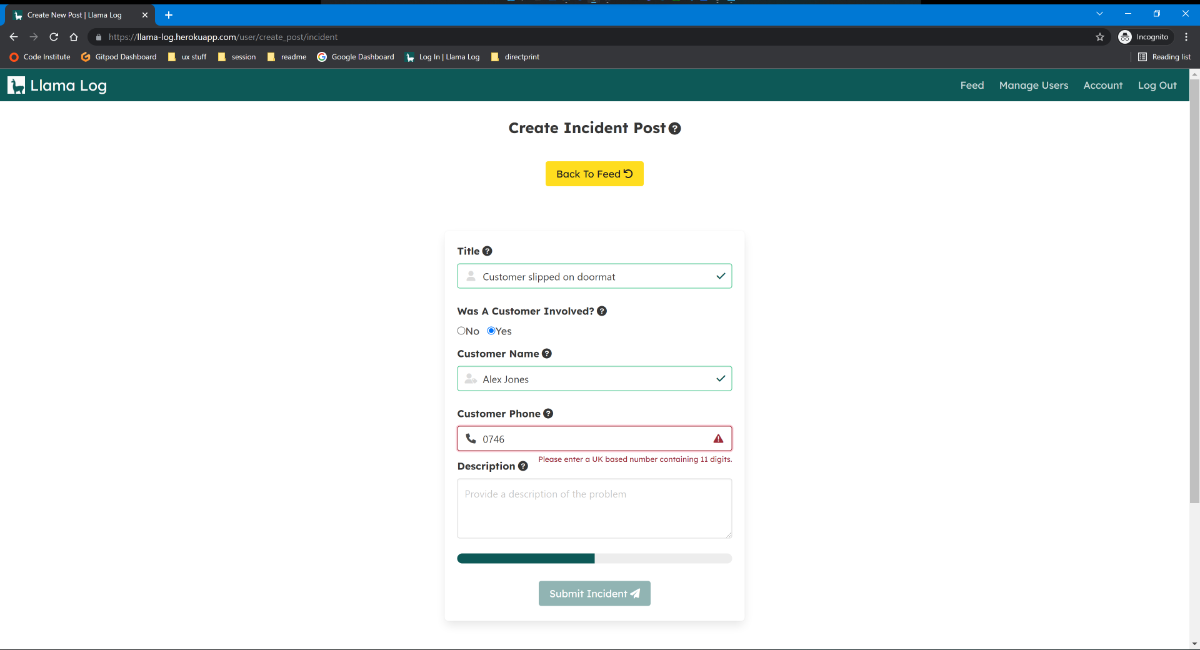 Create New Post | Llama Log
https://llama-log.herokuapp.com/user/create_post/incident
Incognito
Code Institute
Gitpod Dashboard
ux stuff
session
readme
Google Dashboard
Log In | Llama Log
directprint
Reading list
Llama Log
Feed
Manage Users
Account
Log Out
Create Incident Post
Back To Feed
Title
Customer slipped on doormat
Was A Customer Involved?
No
Yes
Customer Name
Alex Jones
Customer Phone
0746
Please enter a UK based number containing 11 digits.
Description
Provide a description of the problem
Submit Incident